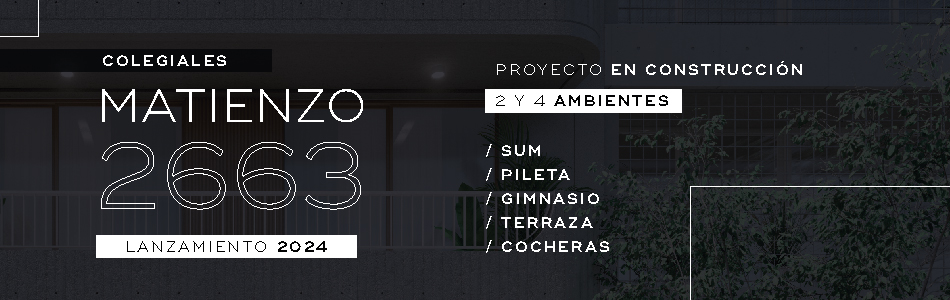 COLEGIALES
MATIENZO
2663
LANZAMIENTO 2024
PROYECTO EN CONSTRUCCIÓN
2 Y 4 AMBIENTES
/ SUM
/ PILETA
/ GIMNASIO
/ TERRAZA
/ COCHERAS